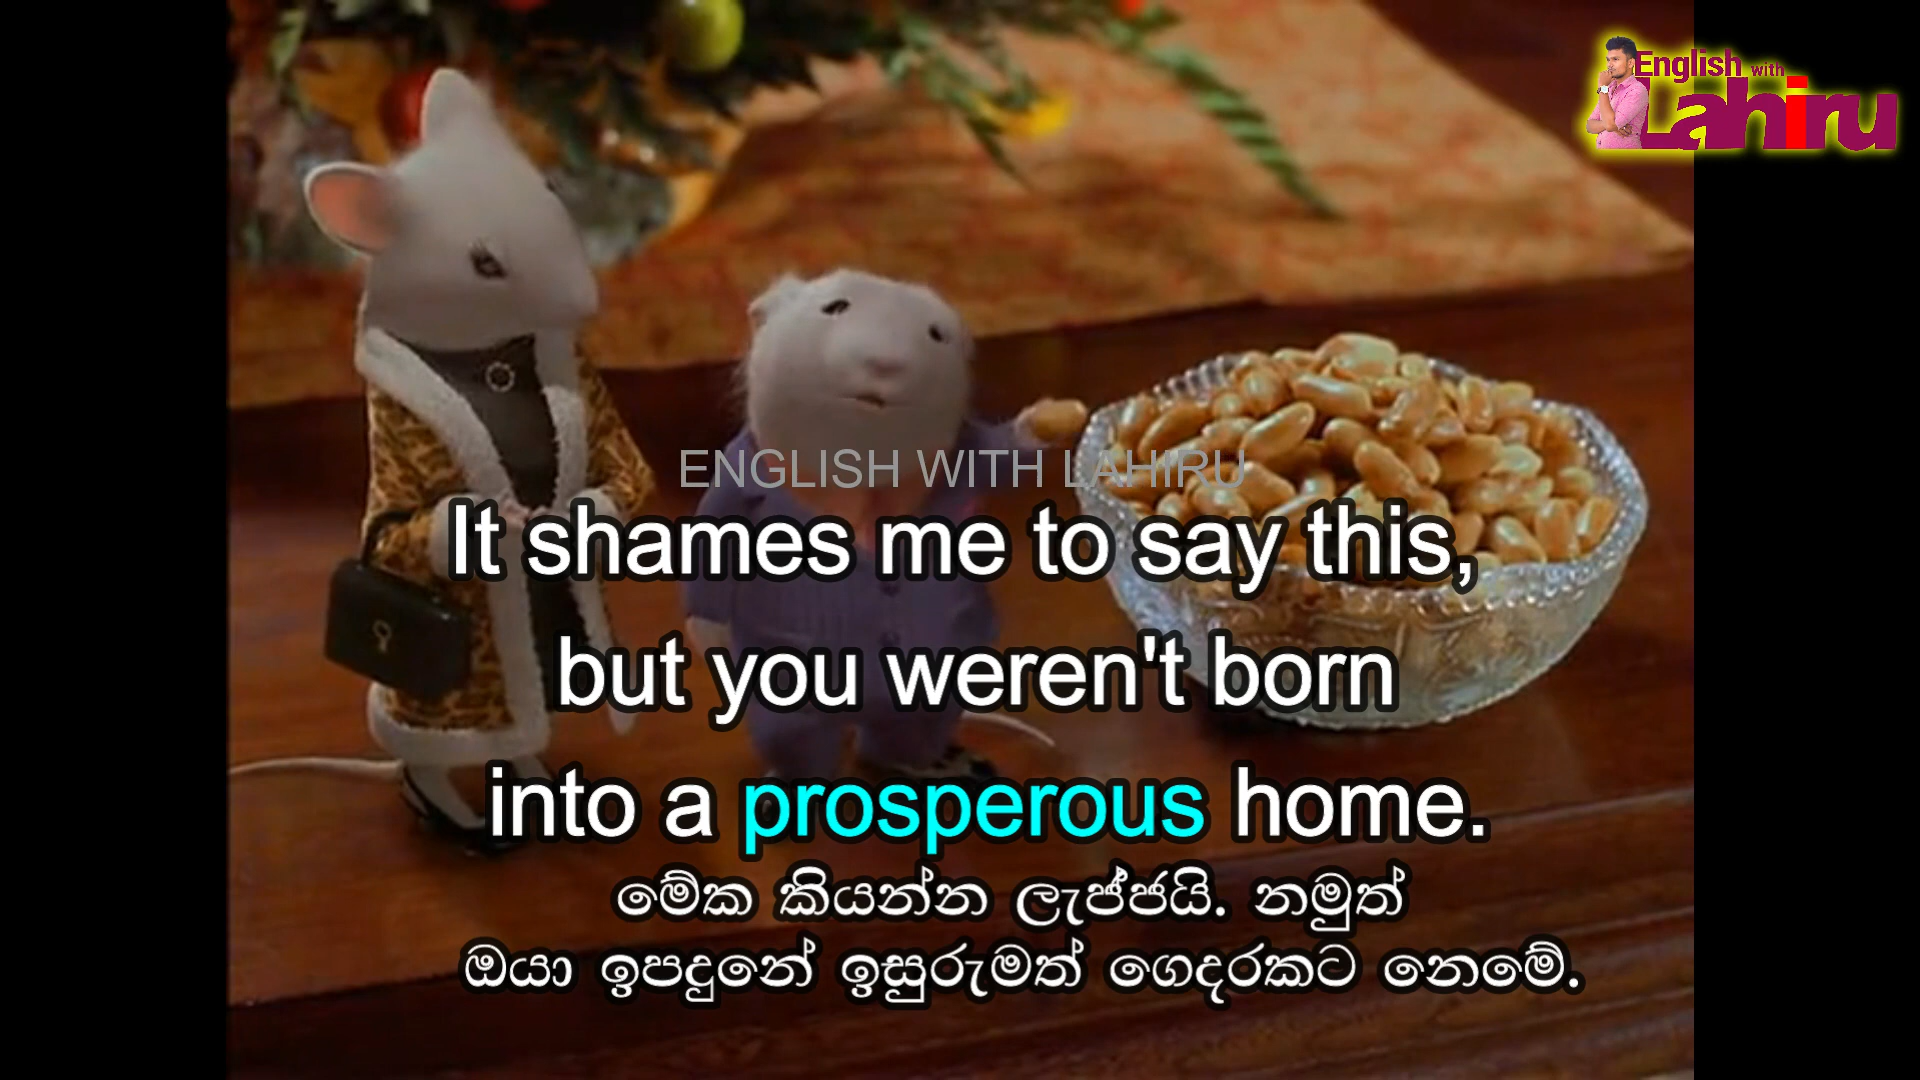 English with
Lahiru
ENGLISH WITH LAHIRU
It shames me to say this,
but you weren't born
into a prosperous home.
මේක කියන්න ලැජ්ජයි. නමුත්
ඔයා ඉපදුනේ ඉසුරුමත් ගෙදරකට නෙමේ.